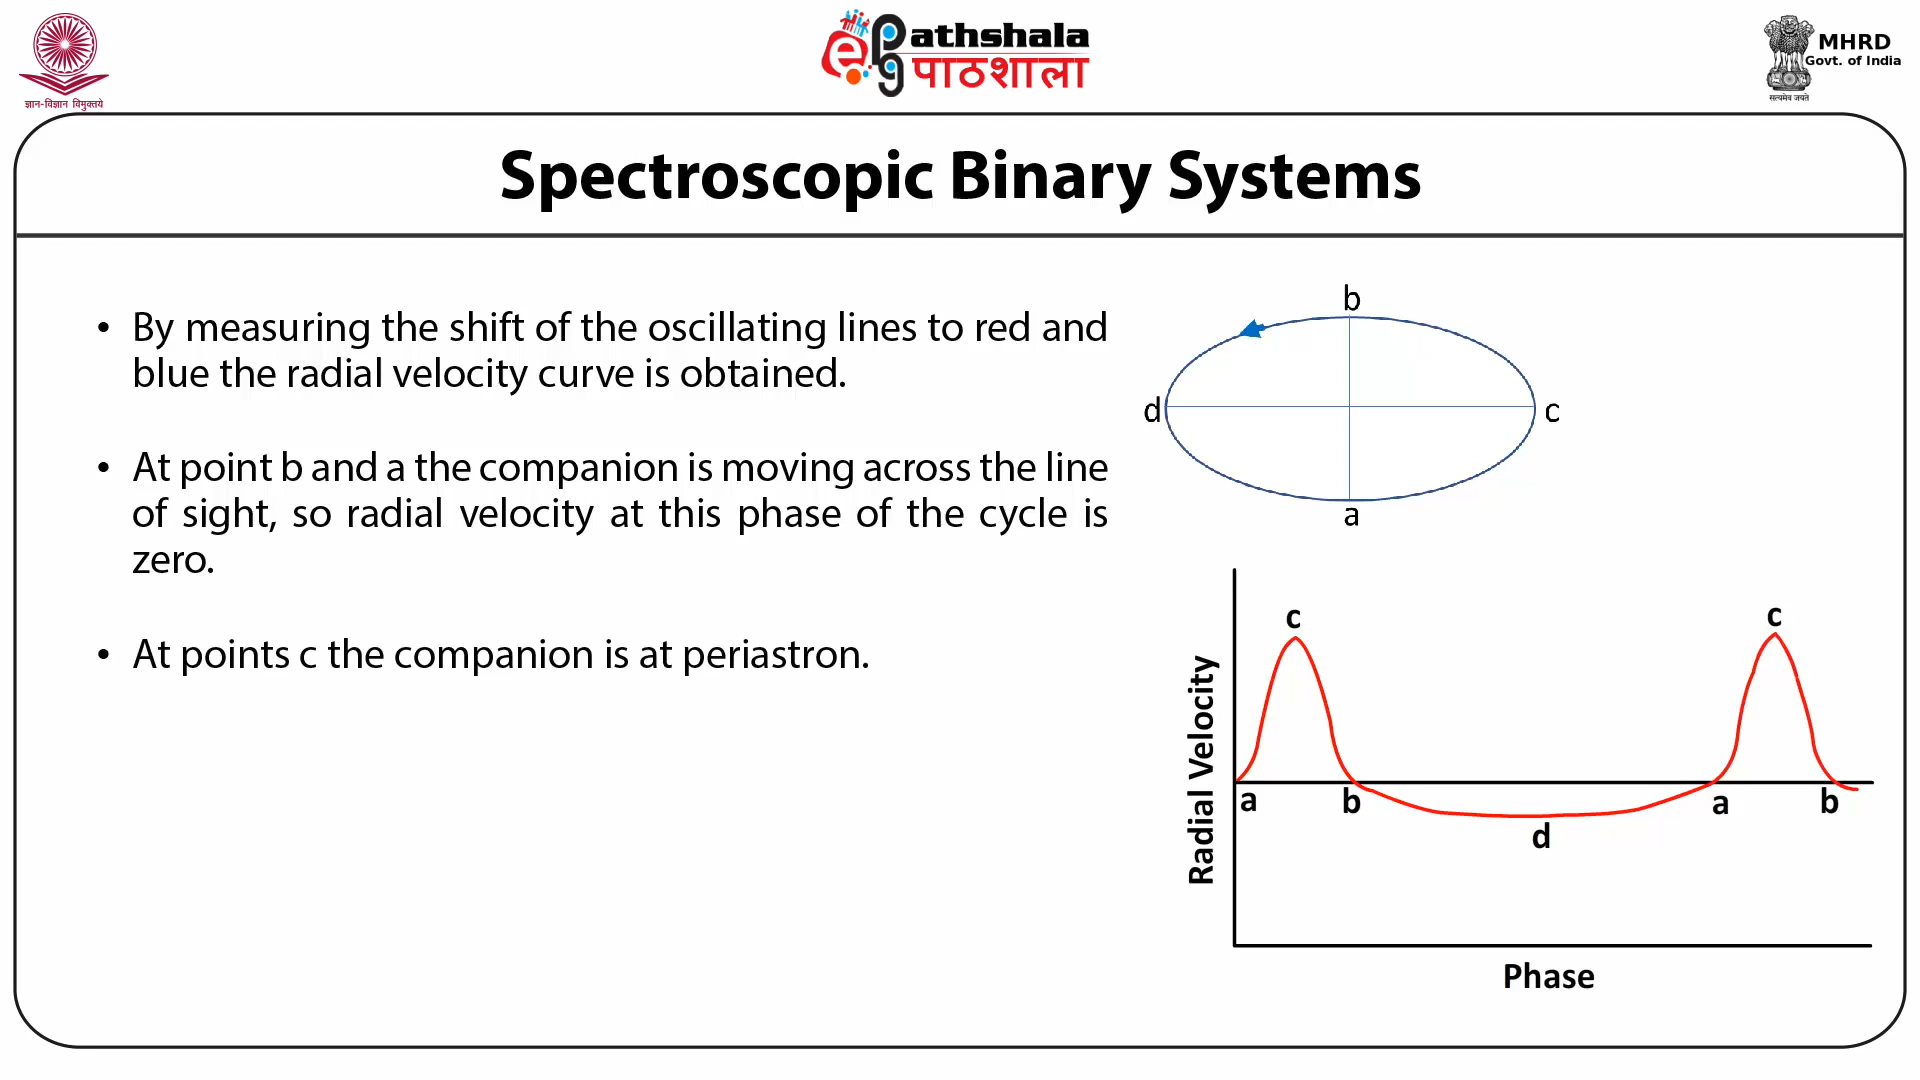 ज्ञान-विज्ञान विमुक्तये
e Pathshala
पाठशाला
MHRD
Govt. of India
सत्यमेव जयते
Spectroscopic Binary Systems
• By measuring the shift of the oscillating lines to red and
blue the radial velocity curve is obtained.
• At point b and a the companion is moving across the line
of sight, so radial velocity at this phase of the cycle is
zero.
• At points c the companion is at periastron.
b
d
c
a
c
c
Radial Velocity
a
b
a
b
d
Phase